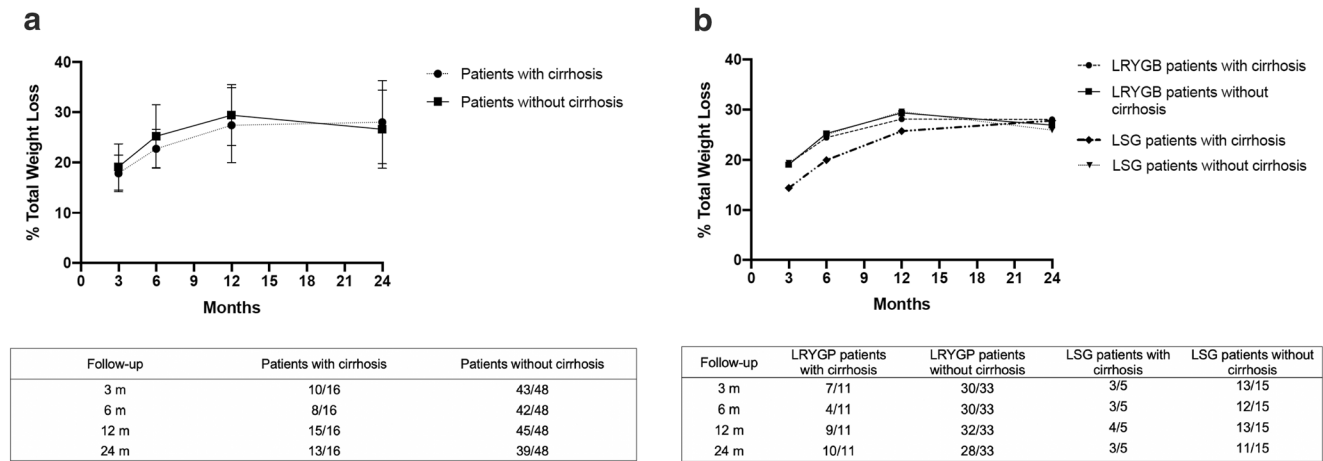 a
% Total Weight Loss
40
30
20
10
0
0 3 6 9 12 15 18 21 24
Months
Patients with cirrhosis
Patients without cirrhosis
Follow-up Patients with cirrhosis Patients without cirrhosis
3 m 10/16 43/48
6 m 8/16 42/48
12 m 15/16 45/48
24 m 13/16 39/48
b
% Total Weight Loss
40
30
20
10
0
0 3 6 9 12 15 18 21 24
Months
LRYGB patients with cirrhosis
LRYGB patients without
cirrhosis
LSG patients with cirrhosis
LSG patients without cirrhosis
Follow-up LRYGP patients LRYGP patients LSG patients with LSG patients without
with cirrhosis without cirrhosis cirrhosis cirrhosis
3 m 7/11 30/33 3/5 13/15
6 m 4/11 30/33 3/5 12/15
12 m 9/11 32/33 4/5 13/15
24 m 10/11 28/33 3/5 11/15